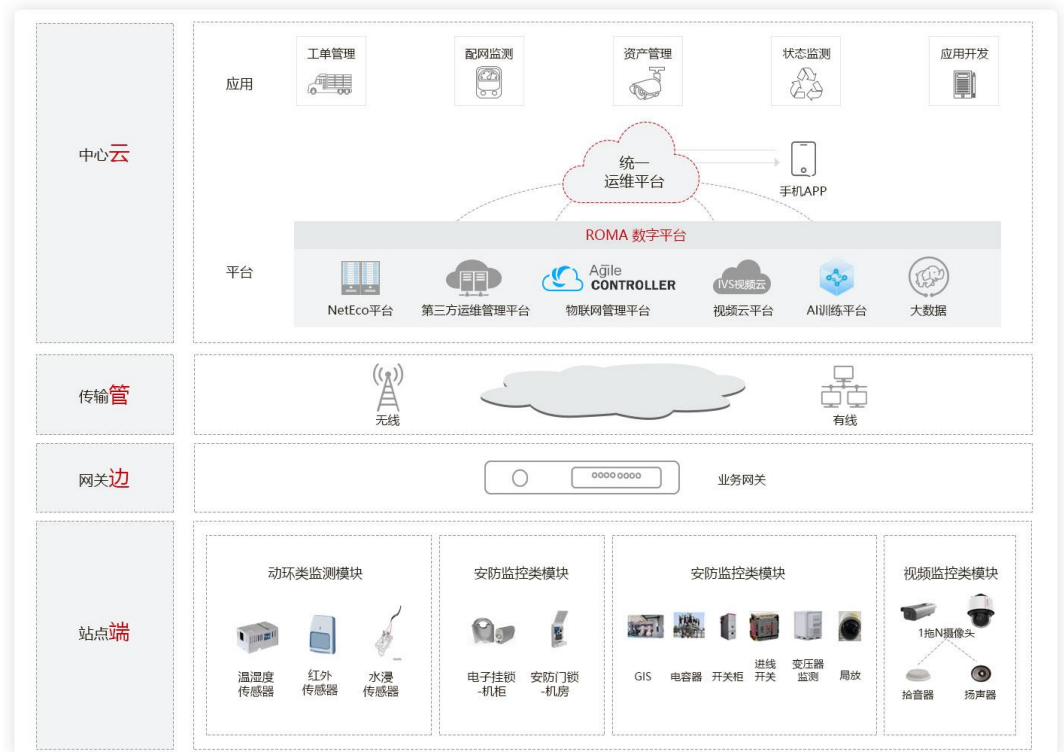 中心云
应用
工单管理
配网监测
资产管理
状态监测
应用开发
统一
运维平台
手机APP
平台
ROMA 数字平台
NetEco平台
第三方运维管理平台
Agile
CONTROLLER
物联网管理平台
IVS视频云
视频云平台
AI训练平台
大数据
传输管
无线
有线
网关边
业务网关
站点端
动环类监测模块
温湿度
传感器
红外
传感器
水浸
传感器
安防监控类模块
电子挂锁
-机柜
安防门锁
-机房
安防监控类模块
GIS
电容器
开关柜
进线
开关
变压器
监测
局放
视频监控类模块
1拖N摄像头
拾音器
扬声器